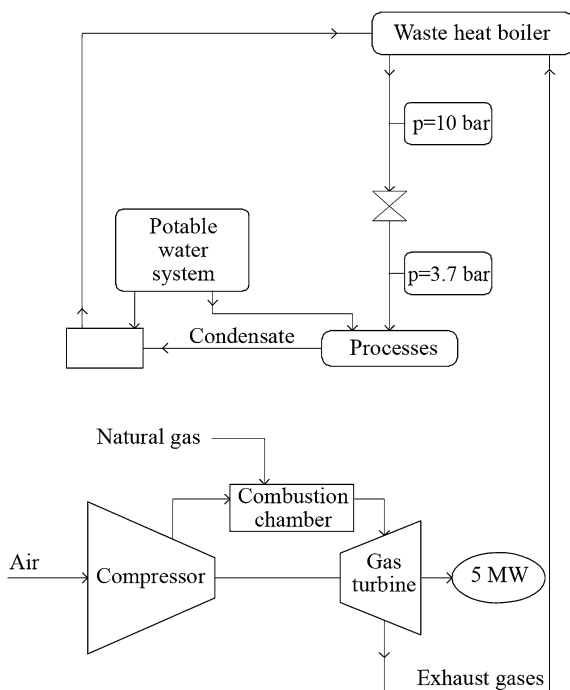 Waste heat boiler
p=10 bar
Potable
water
system
p=3.7 bar
Condensate
Processes
Natural gas
Combustion
chamber
Air
Compressor
Gas
turbine
5 MW
Exhaust gases